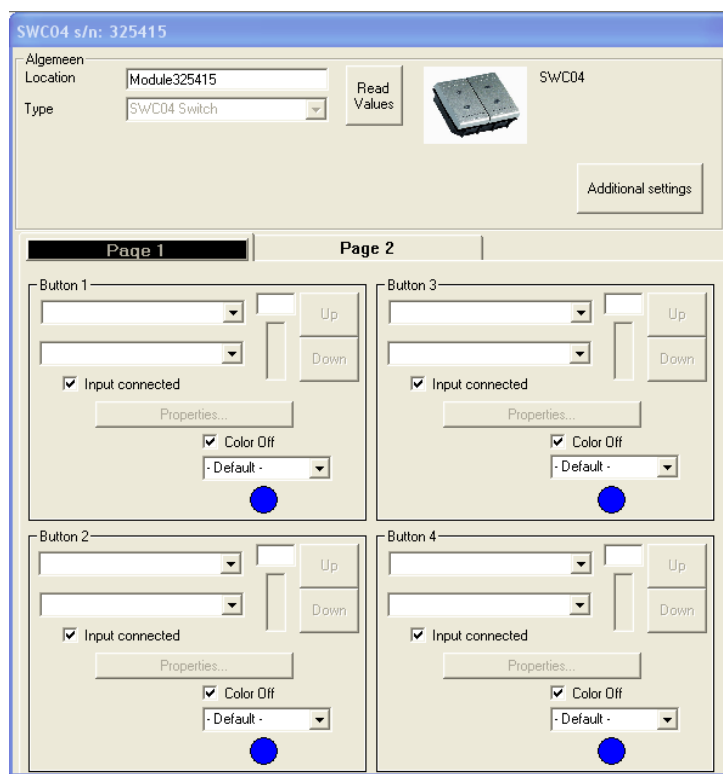 SWC04 s/n: 325415
Algemeen
Location
Module325415
Read
Values
SWC04
Type
SWC04 Switch
Additional settings
Page 1
Page 2
Button 1
Up
Down
Input connected
Properties...
Color Off
- Default -
Button 3
Up
Down
Input connected
Properties...
Color Off
- Default -
Button 2
Up
Down
Input connected
Properties...
Color Off
- Default -
Button 4
Up
Down
Input connected
Properties...
Color Off
- Default -